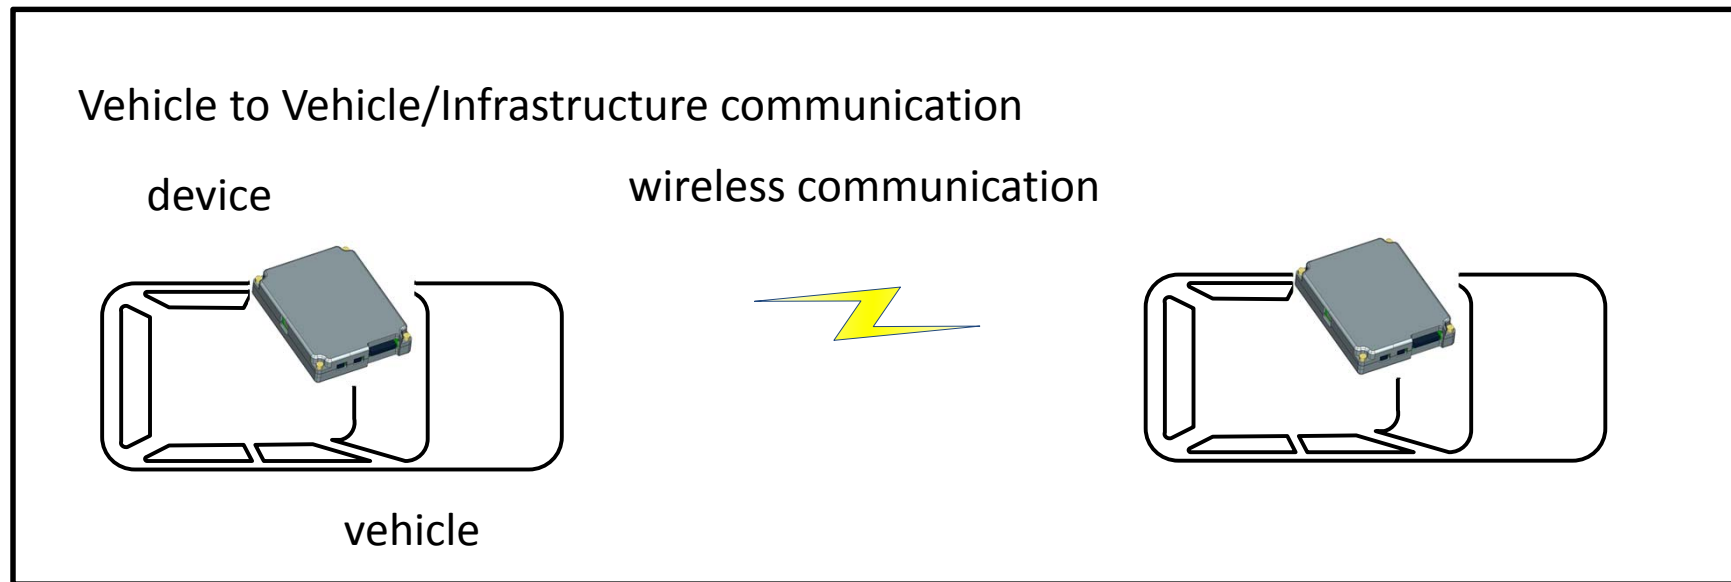 Vehicle to Vehicle/Infrastructure communication
device
wireless communication
vehicle